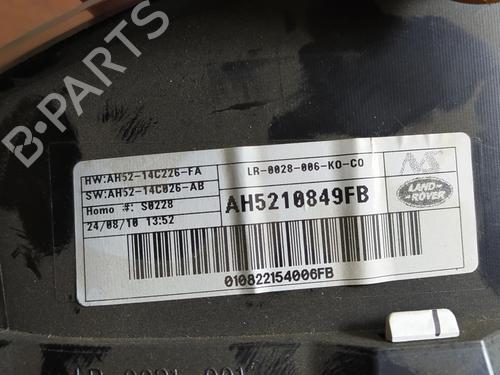 B-PARTS
HW:AH52-14C226-FA
SW:AH52-14C026-AB
Homo #: S0228
24/08/10 13:52
LR-0028-006-KO-CO
AH5210849FB
LAND ROVER
010822154006FB